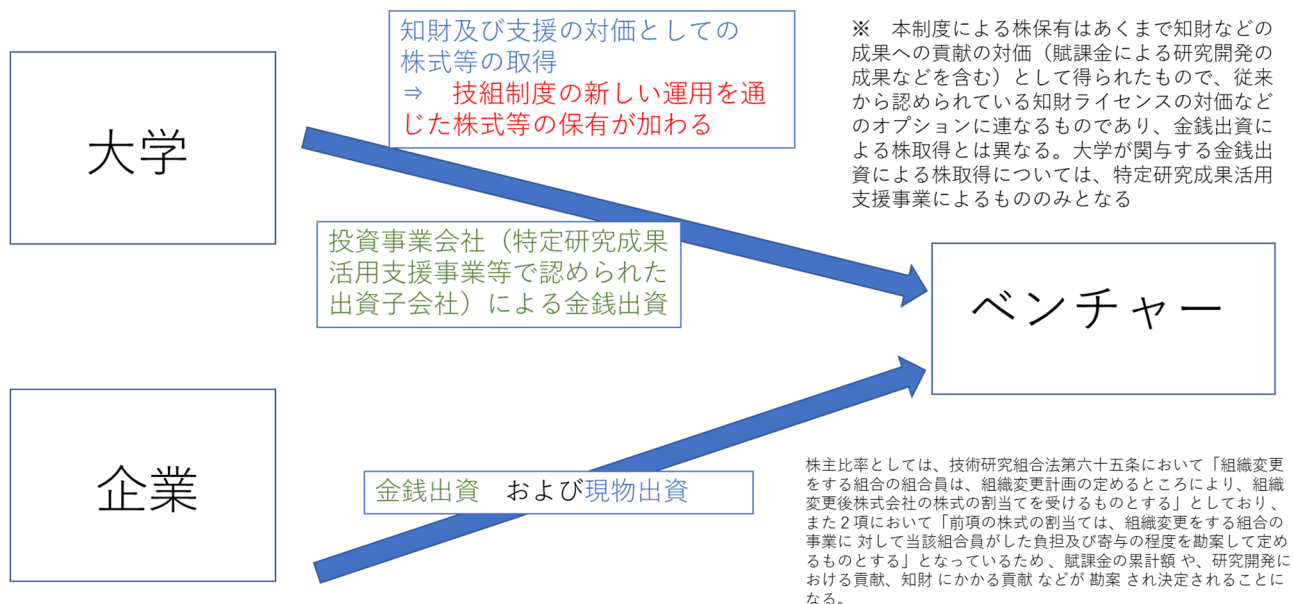 大学
知財及び支援の対価としての
株式等の取得
⇒　技組制度の新しい運用を通
じた株式等の保有が加わる
※　本制度による株保有はあくまで知財などの
成果への貢献の対価（賦課金による研究開発の
成果などを含む）として得られたもので、従来
から認められている知財ライセンスの対価など
のオプションに連なるものであり、金銭出資に
よる株取得とは異なる。大学が関与する金銭出
資による株取得については、特定研究成果活用
支援事業によるもののみとなる
投資事業会社（特定研究成果
活用支援事業等で認められた
出資子会社）による金銭出資
ベンチャー
企業
金銭出資　および現物出資
株主比率としては、技術研究組合法第六十五条において「組織変更
をする組合の組合員は、組織変更計画の定めるところにより、組織
変更後株式会社の株式の割当てを受けるものとする」としており 、
また２項において「前項の株式の割当ては、組織変更をする組合の
事業に 対して当該組合員がした負担及び寄与の程度を勘案して定め
るものとする」となっているため 、賦課金の累計額 や、研究開発に
おける貢献、知財 にかかる貢献 などが 勘案 され決定されることに
なる。